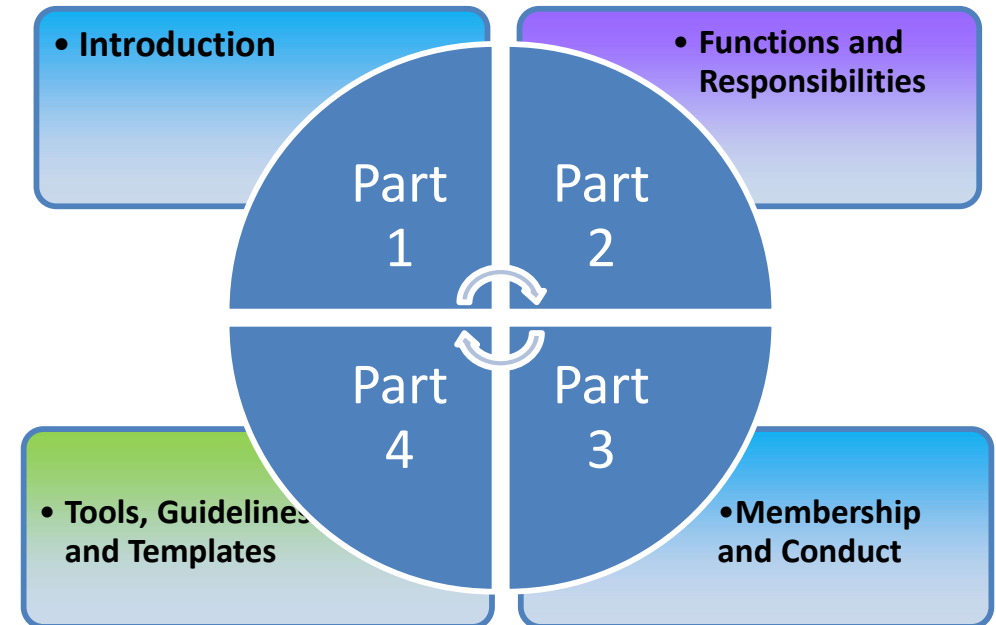 • Introduction
• Functions and
Responsibilities
Part
1
Part
2
Part
4
Part
3
• Tools, Guidelines
and Templates
•Membership
and Conduct